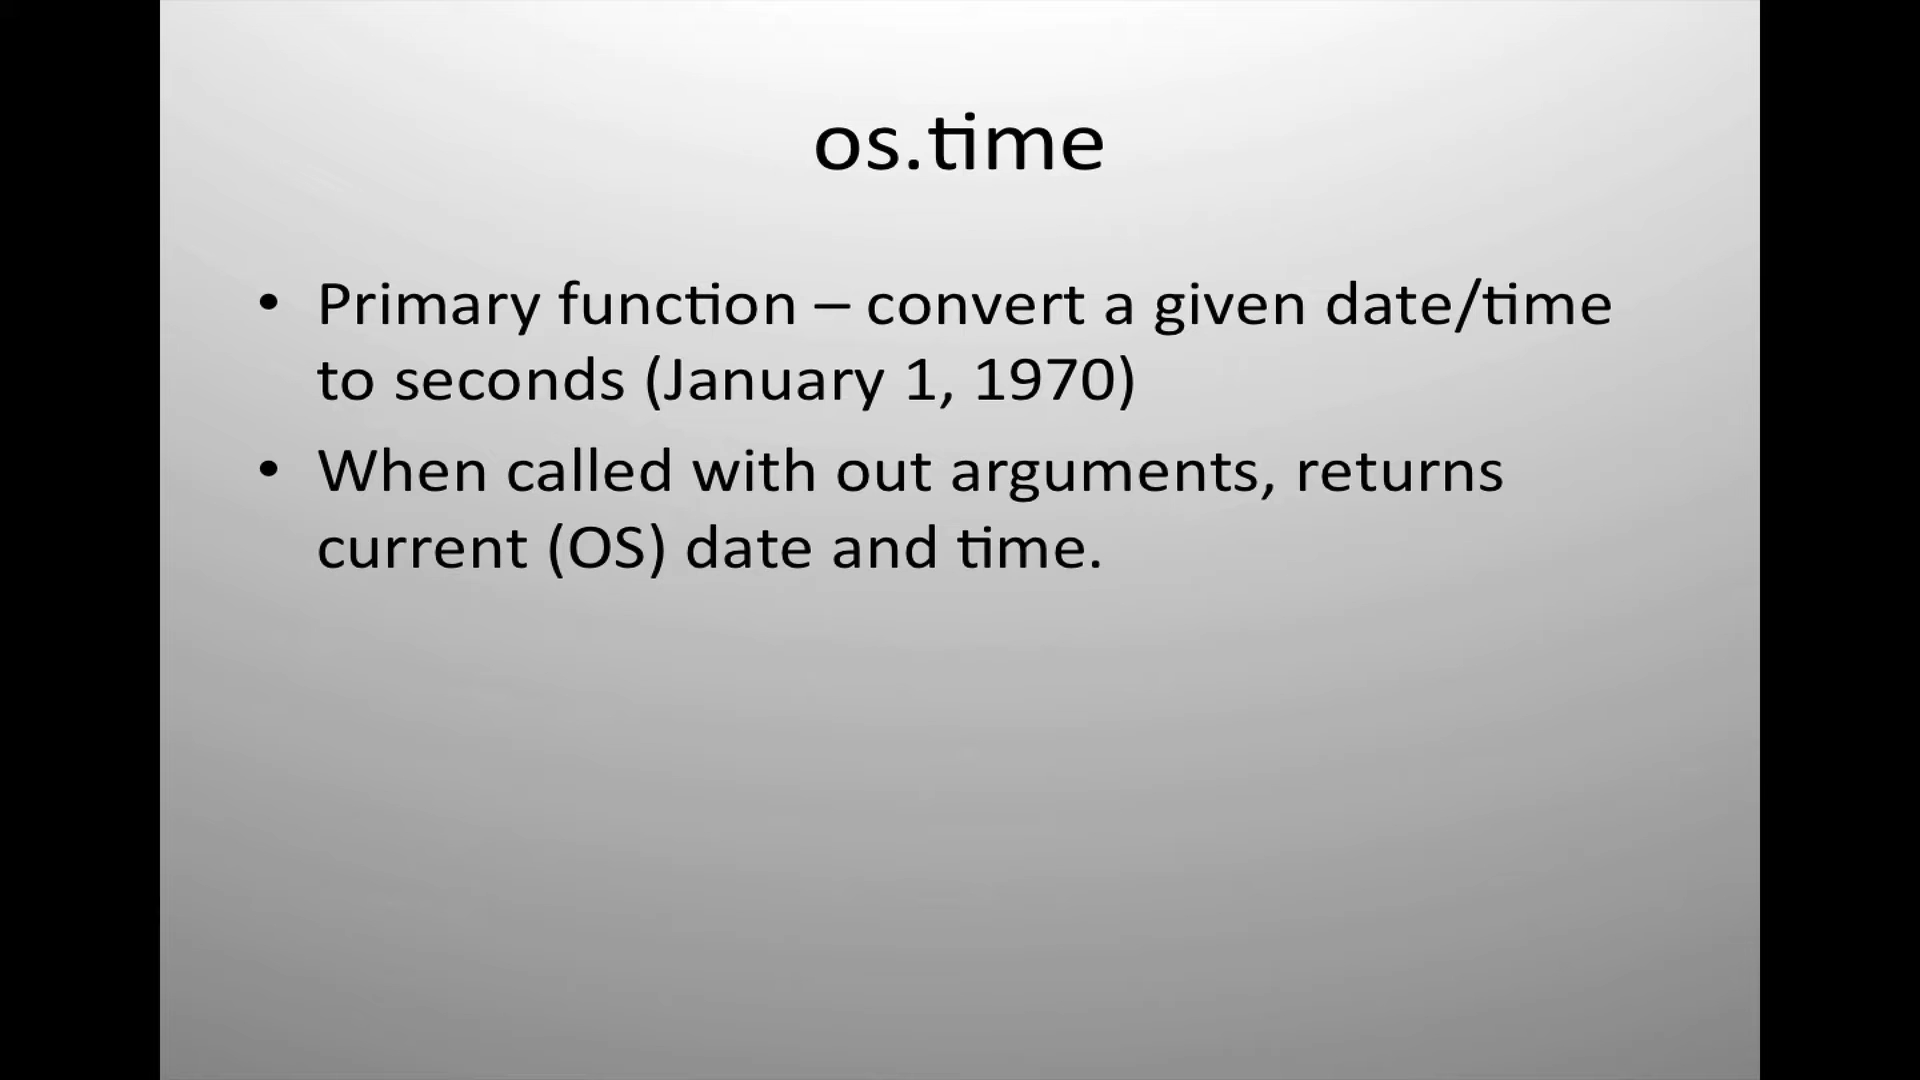 os.time
• Primary function – convert a given date/time
to seconds (January 1, 1970)
• When called with out arguments, returns
current (OS) date and time.